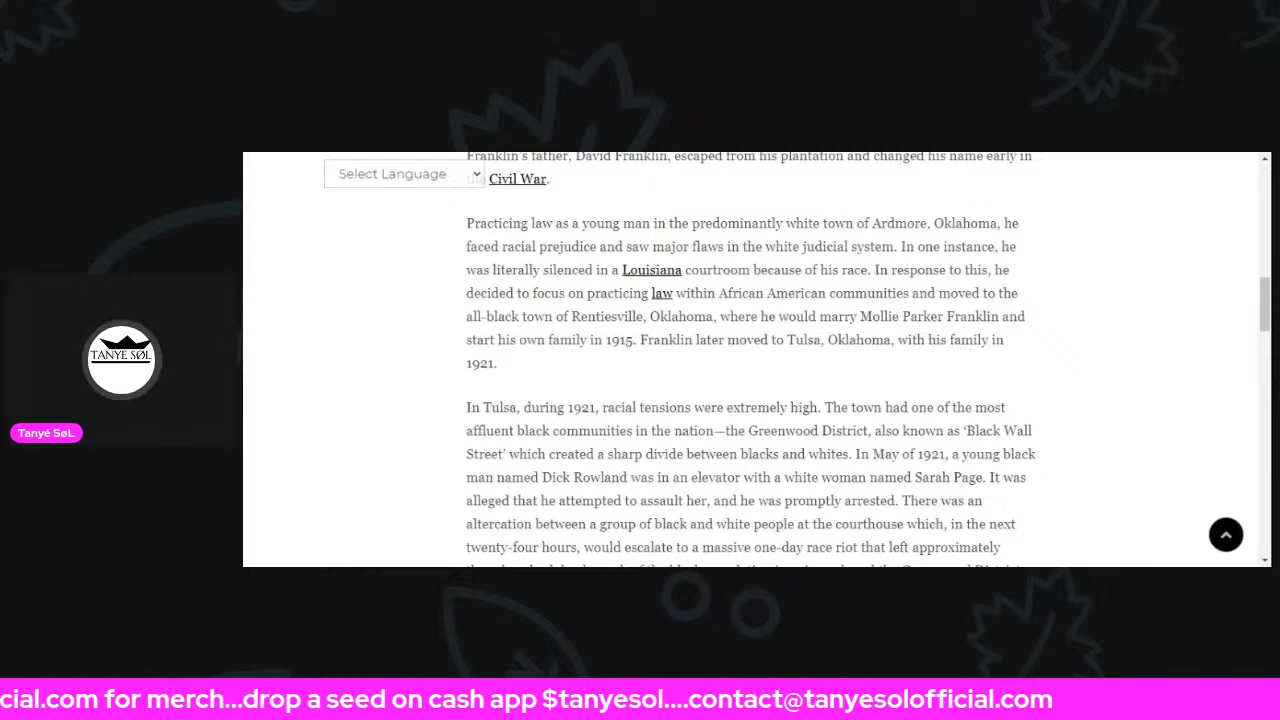 Franklin's father, David Franklin, escaped from his plantation and changed his name early in
Select Language
the Civil War.
Practicing law as a young man in the predominantly white town of Ardmore, Oklahoma, he
faced racial prejudice and saw major flaws in the white judicial system. In one instance, he
was literally silenced in a Louisiana courtroom because of his race. In response to this, he
decided to focus on practicing law within African American communities and moved to the
all-black town of Rentiesville, Oklahoma, where he would marry Mollie Parker Franklin and
start his own family in 1915. Franklin later moved to Tulsa, Oklahoma, with his family in
1921.
In Tulsa, during 1921, racial tensions were extremely high. The town had one of the most
affluent black communities in the nation—the Greenwood District, also known as ‘Black Wall
Street’ which created a sharp divide between blacks and whites. In May of 1921, a young black
man named Dick Rowland was in an elevator with a white woman named Sarah Page. It was
alleged that he attempted to assault her, and he was promptly arrested. There was an
altercation between a group of black and white people at the courthouse which, in the next
twenty-four hours, would escalate to a massive one-day race riot that left approximately
TANYE SØL
Tanyé SøL
cial.com for merch...drop a seed on cash app $tanyesol....contact@tanyesolofficial.com